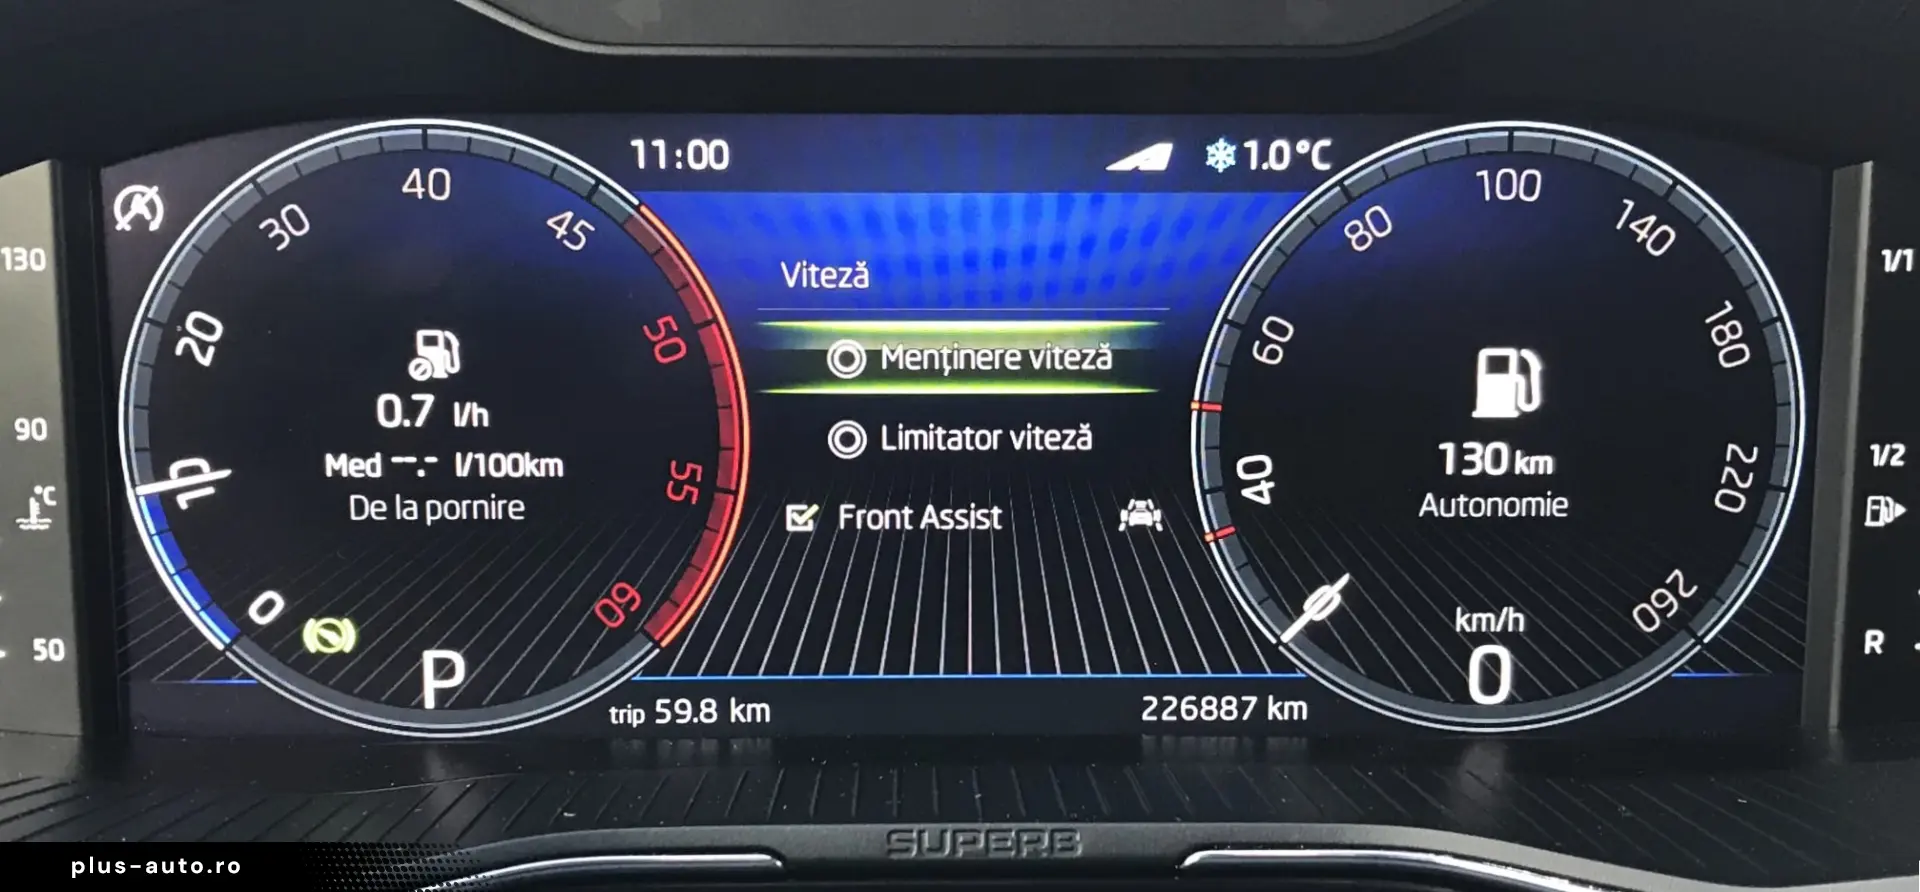 11:00
1.0°C
130
90
°C
50
0
10
20
30
40
45
50
55
60
0.7 l/h
Med --.- l/100km
De la pornire
P
Viteză
Menținere viteză
Limitator viteză
Front Assist
trip 59.8 km
226887 km
40
60
80
100
140
180
220
260
130 km
Autonomie
km/h
0
1/1
1/2
R
SUPERB
plus-auto.ro